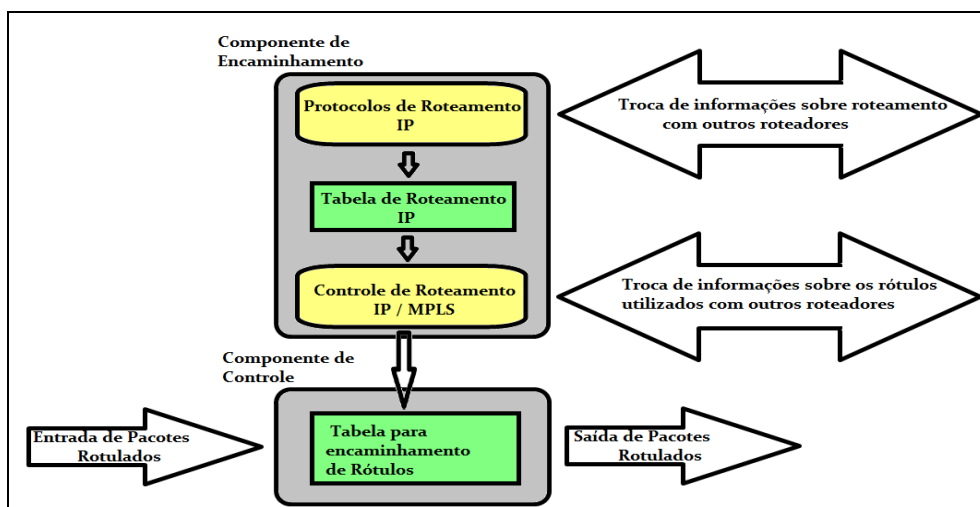 Componente de
Encaminhamento
Protocolos de Roteamento
IP
Troca de informações sobre roteamento
com outros roteadores
Tabela de Roteamento
IP
Controle de Roteamento
IP / MPLS
Troca de informações sobre os rótulos
utilizados com outros roteadores
Componente de
Controle
Entrada de Pacotes
Rotulados
Tabela para
encaminhamento
de Rótulos
Saída de Pacotes
Rotulados